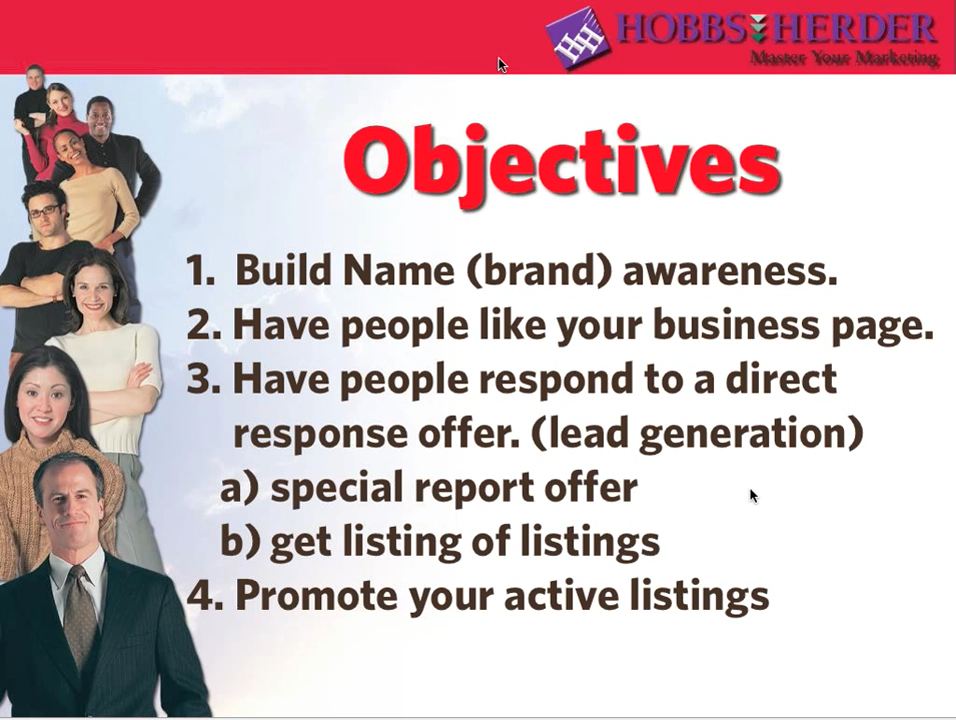 HH HOBBS HERDER
Master Your Marketing
Objectives
1. Build Name (brand) awareness.
2. Have people like your business page.
3. Have people respond to a direct
response offer. (lead generation)
a) special report offer
b) get listing of listings
4. Promote your active listings